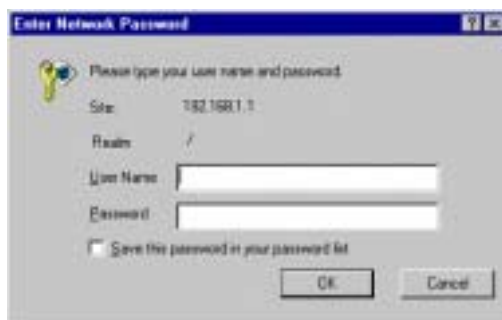 Enter Network Password
Please type your user name and password.
Site: 192.168.1.1
Realm /
User Name
Password
Save this password in your password list
OK Cancel